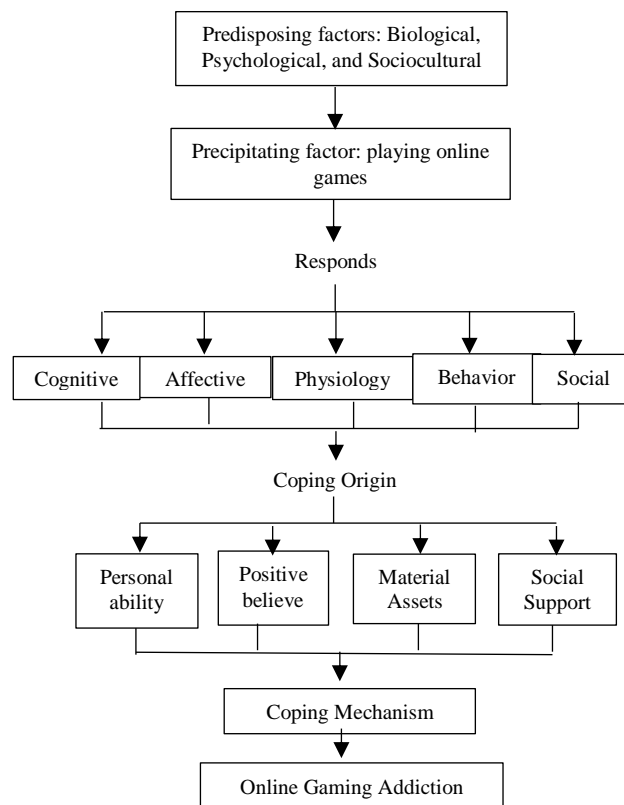 Predisposing factors: Biological,
Psychological, and Sociocultural
Precipitating factor: playing online
games
Responds
Cognitive
Affective
Physiology
Behavior
Social
Coping Origin
Personal
ability
Positive
believe
Material
Assets
Social
Support
Coping Mechanism
Online Gaming Addiction